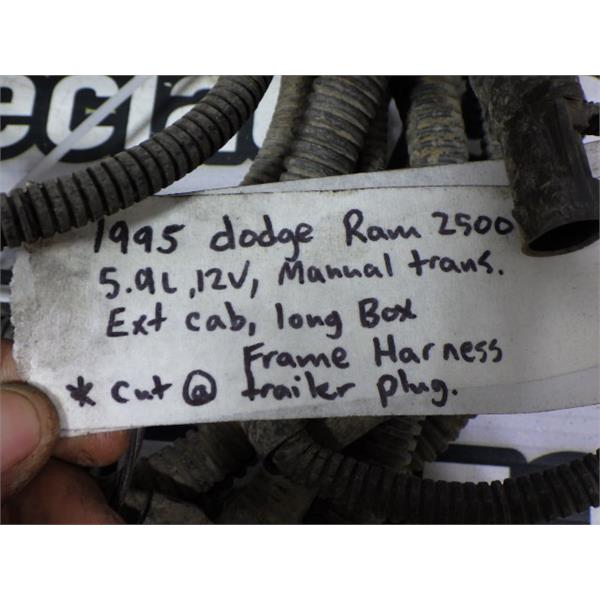 1995 dodge Ram 2500
5.9L, 12V, Manual trans.
Ext cab, long Box
Frame Harness
* cut @ trailer plug.